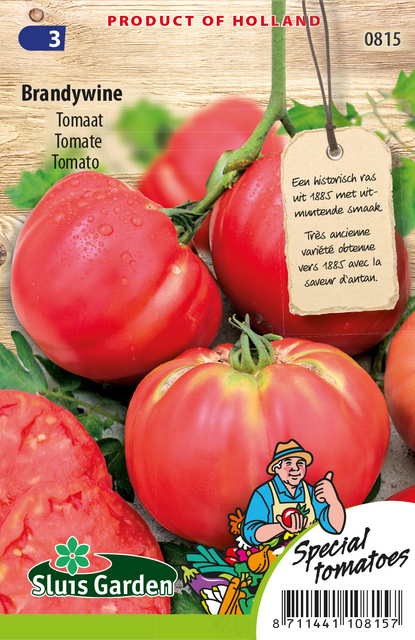 PRODUCT OF HOLLAND
3
0815
Brandywine
Tomaat
Tomate
Tomato
Een historisch ras
uit 1885 met uit-
muntende smaak.
Très ancienne
variété obtenue
vers 1885 avec la
saveur d'antan.
Special
tomatoes
Sluis Garden
8 711441 108157